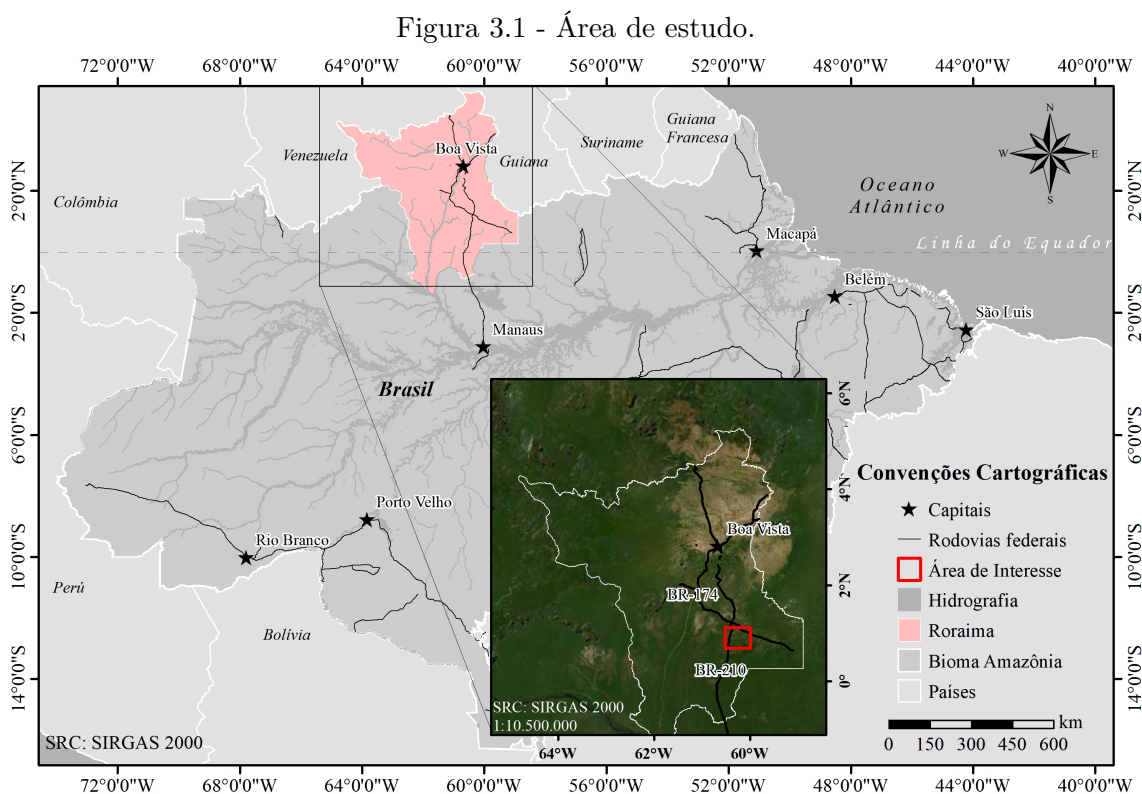 Figura 3.1 - Área de estudo.
72°0'0"W 68°0'0"W 64°0'0"W 60°0'0"W 56°0'0"W 52°0'0"W 48°0'0"W 44°0'0"W 40°0'0"W
2°0'0"N
2°0'0"S
6°0'0"S
10°0'0"S
14°0'0"S
Colômbia
Venezuela
Boa Vista
Guiana
Suriname
Guiana
Francesa
N
W
E
S
Oceano
Atlântico
Linha do Equador
Macapá
Belém
São Luís
Manaus
Brasil
Porto Velho
Rio Branco
Perú
Bolívia
Boa Vista
BR-174
BR-210
SRC: SIRGAS 2000
1:10.500.000
6°N
4°N
2°N
0°
64°W 62°W 60°W
Convenções Cartográficas
Capitais
Rodovias federais
Área de Interesse
Hidrografia
Roraima
Bioma Amazônia
Países
km
0 150 300 450 600
SRC: SIRGAS 2000
2°0'0"N
2°0'0"S
6°0'0"S
10°0'0"S
14°0'0"S
72°0'0"W 68°0'0"W 64°0'0"W 60°0'0"W 56°0'0"W 52°0'0"W 48°0'0"W 44°0'0"W 40°0'0"W